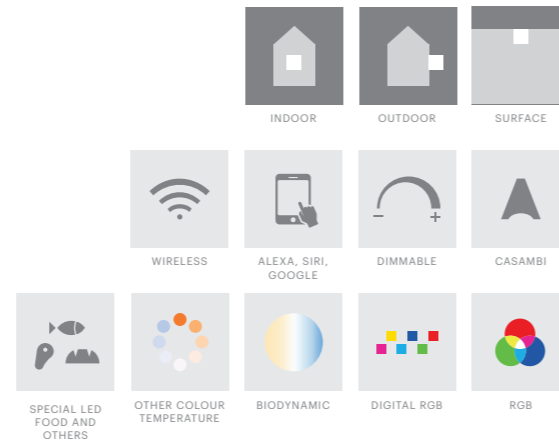 INDOOR
OUTDOOR
SURFACE
WIRELESS
ALEXA, SIRI,
GOOGLE
DIMMABLE
CASAMBI
SPECIAL LED
FOOD AND
OTHERS
OTHER COLOUR
TEMPERATURE
BIODYNAMIC
DIGITAL RGB
RGB